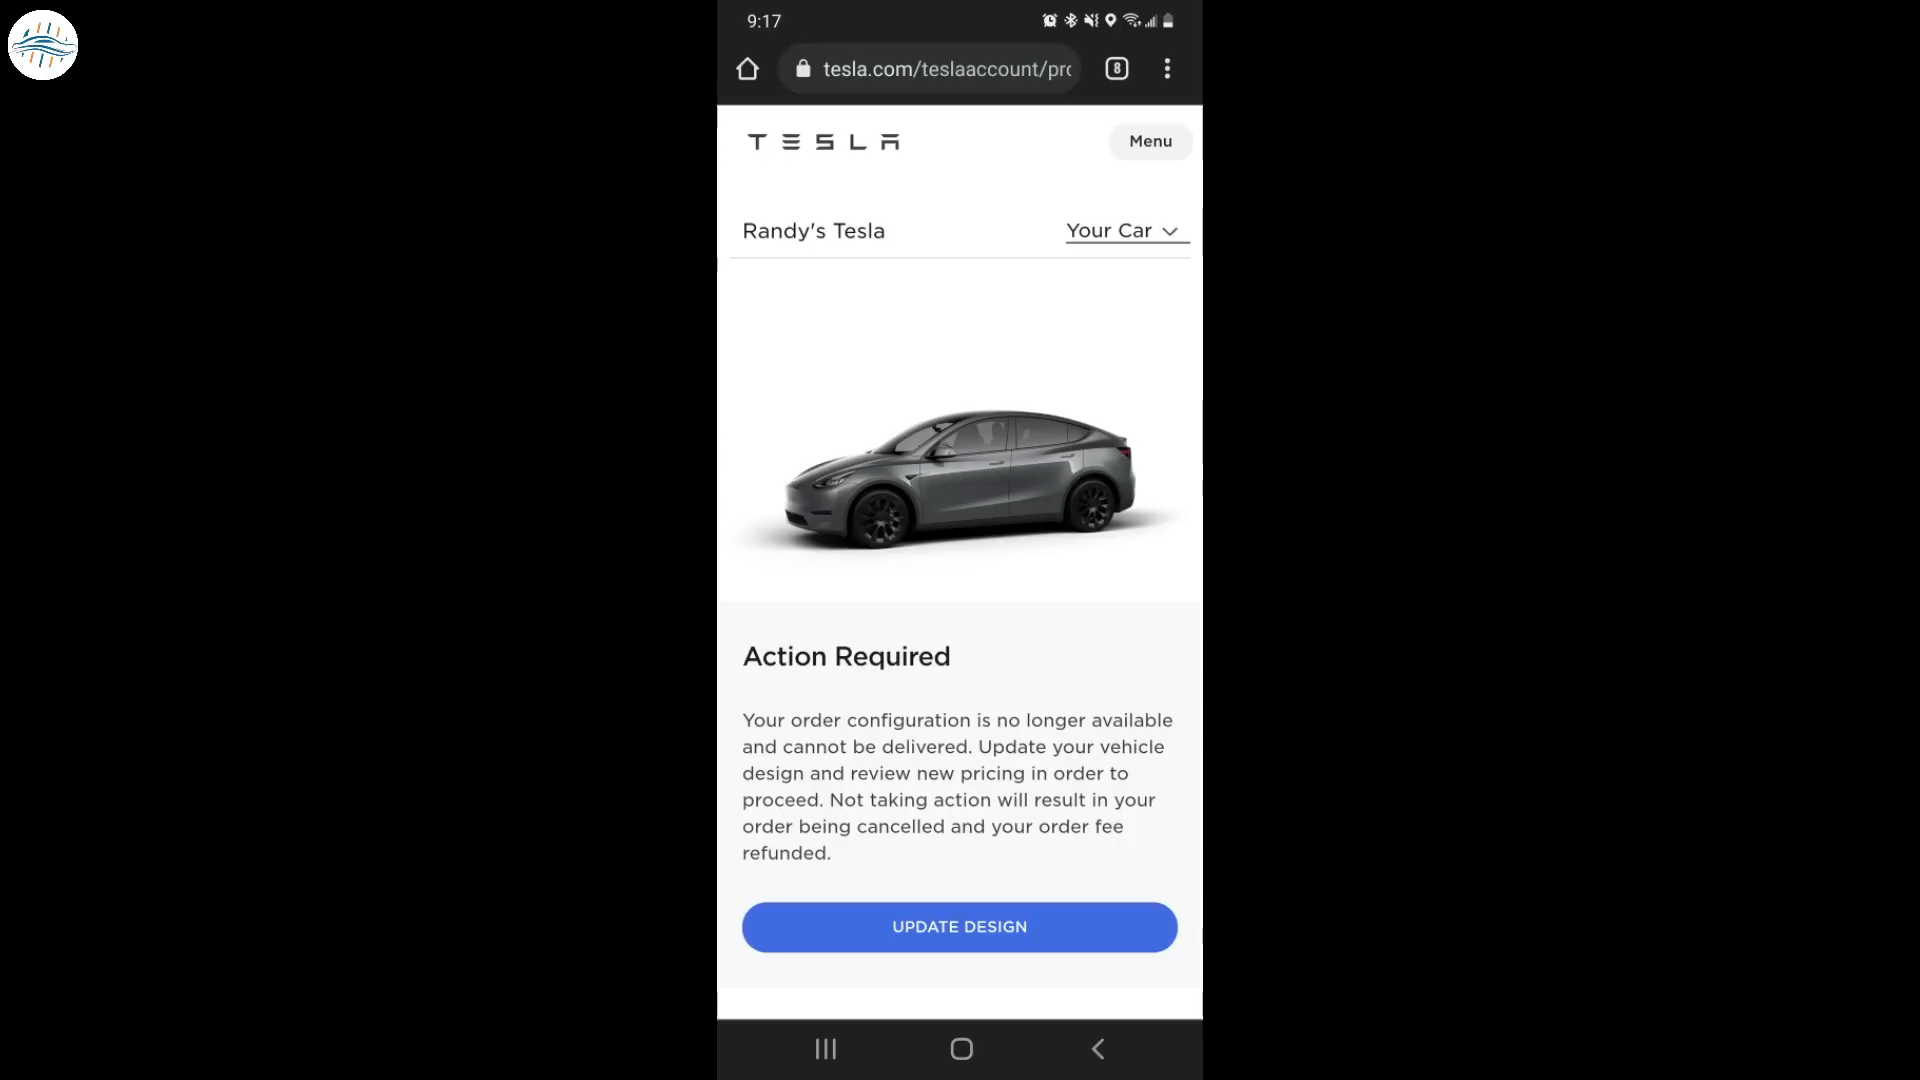 9:17
tesla.com/teslaaccount/pro
8
TESLA
Menu
Randy's Tesla
Your Car
Action Required
Your order configuration is no longer available
and cannot be delivered. Update your vehicle
design and review new pricing in order to
proceed. Not taking action will result in your
order being cancelled and your order fee
refunded.
UPDATE DESIGN